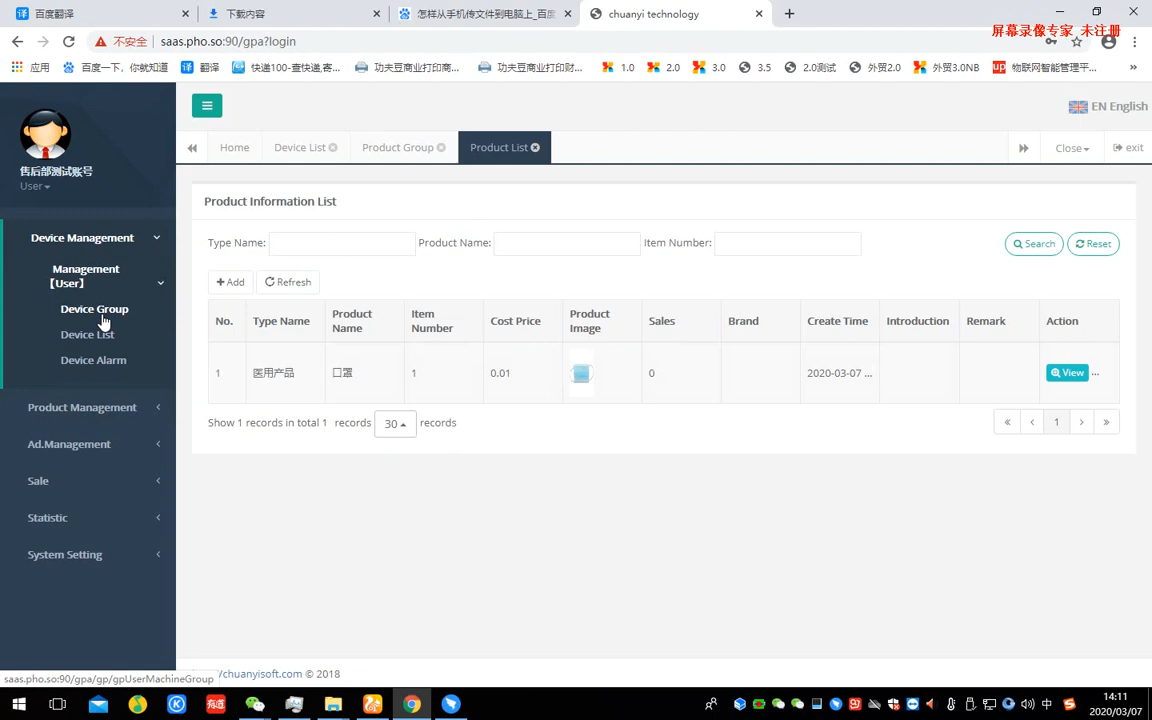 百度翻译
下载内容
怎样从手机传文件到电脑上_百度
chuanyi technology
屏幕录像专家 未注册
不安全
saas.pho.so:90/gpa?login
应用
百度一下，你就知道
翻译
快递100-查快递,寄...
功夫豆商业打印商...
功夫豆商业打印财...
1.0
2.0
3.0
3.5
2.0测试
外贸2.0
外贸3.0NB
up
物联网智能管理平...
售后部测试账号
User
Device Management
Management
【User】
Device Group
Device List
Device Alarm
Product Management
Ad.Management
Sale
Statistic
System Setting
EN English
Home
Device List
Product Group
Product List
Close
exit
Product Information List
Type Name:
Product Name:
Item Number:
Search
Reset
Add
Refresh
No. Type Name Product Name Item Number Cost Price Product Image Sales Brand Create Time Introduction Remark Action
1 医用产品 口罩 1 0.01 0 2020-03-07 ... View ...
Show 1 records in total 1 records 30 records
« ‹ 1 › »
/chuanyisoft.com © 2018
saas.pho.so:90/gpa/gp/gpUserMachineGroup
有道
中
14:11
2020/03/07